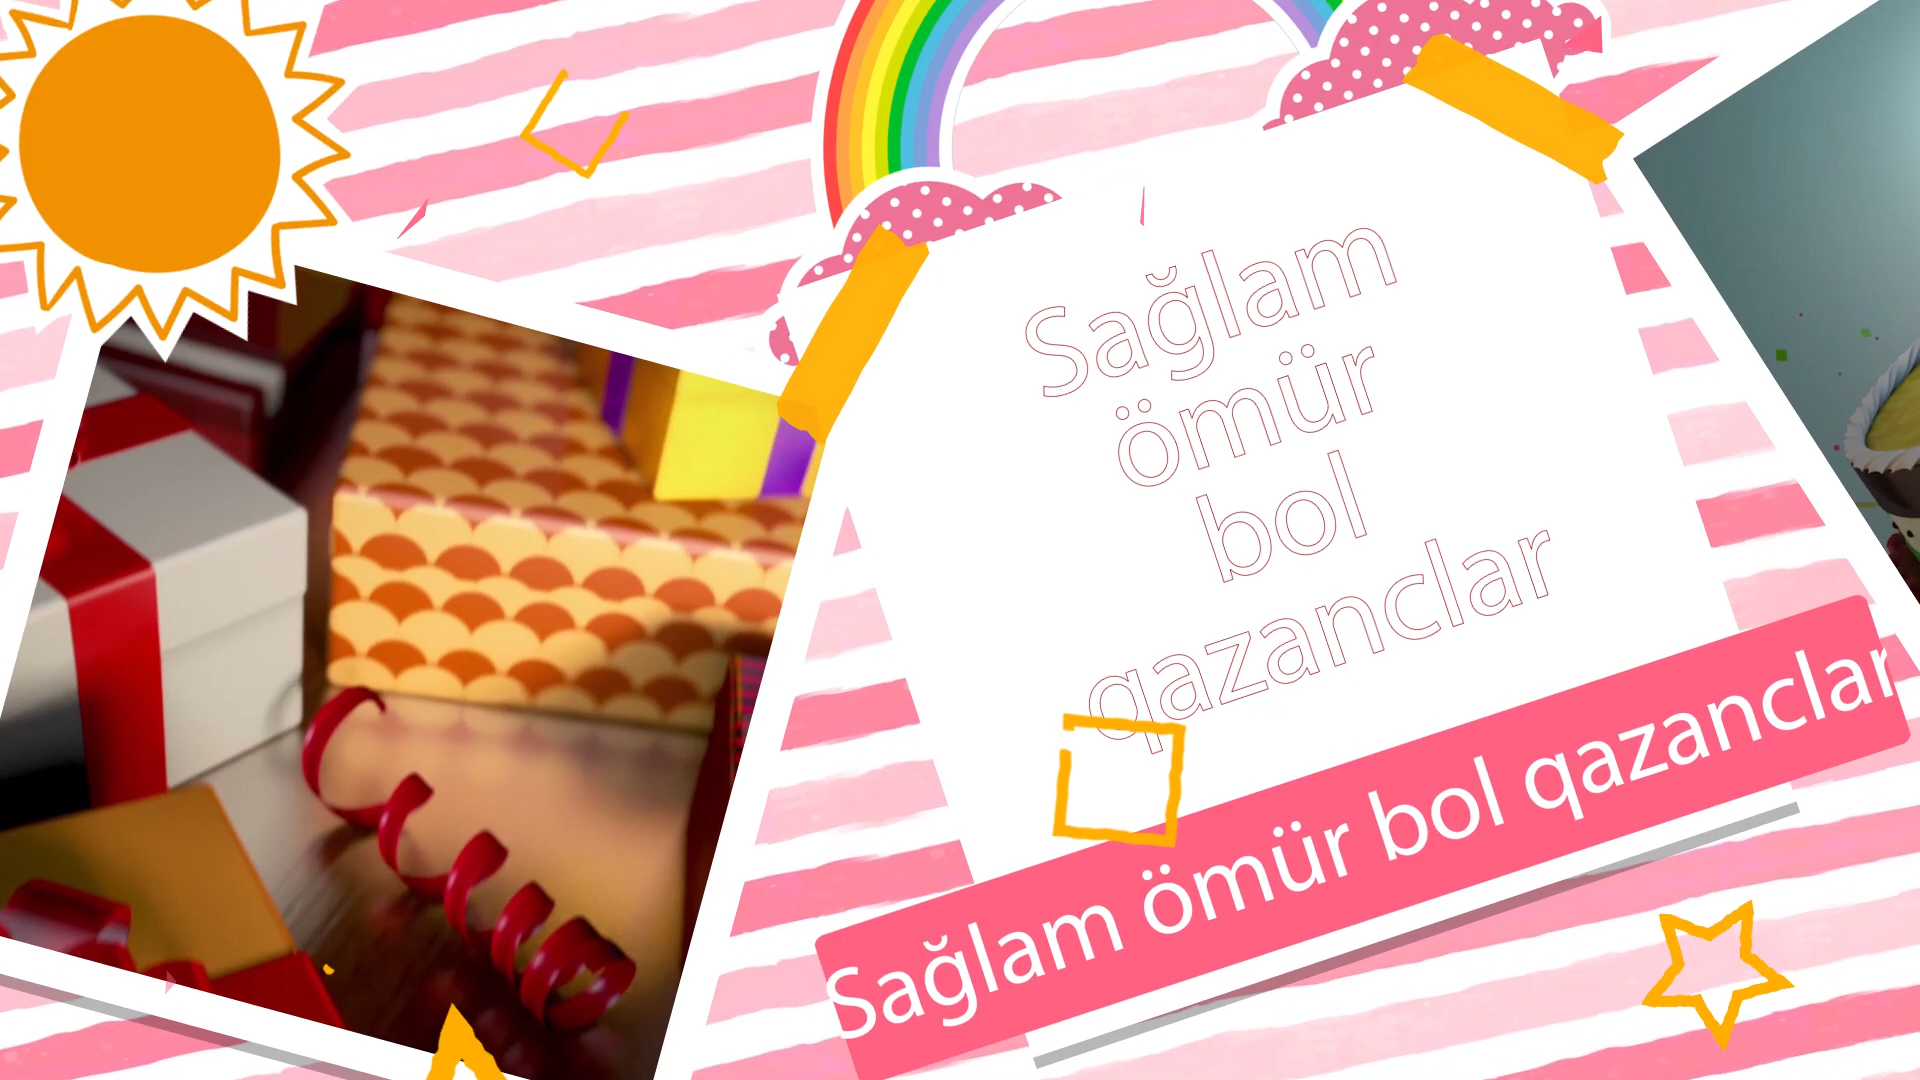 Sağlam
ömür
bol
qazanclar
Sağlam ömür bol qazanclar